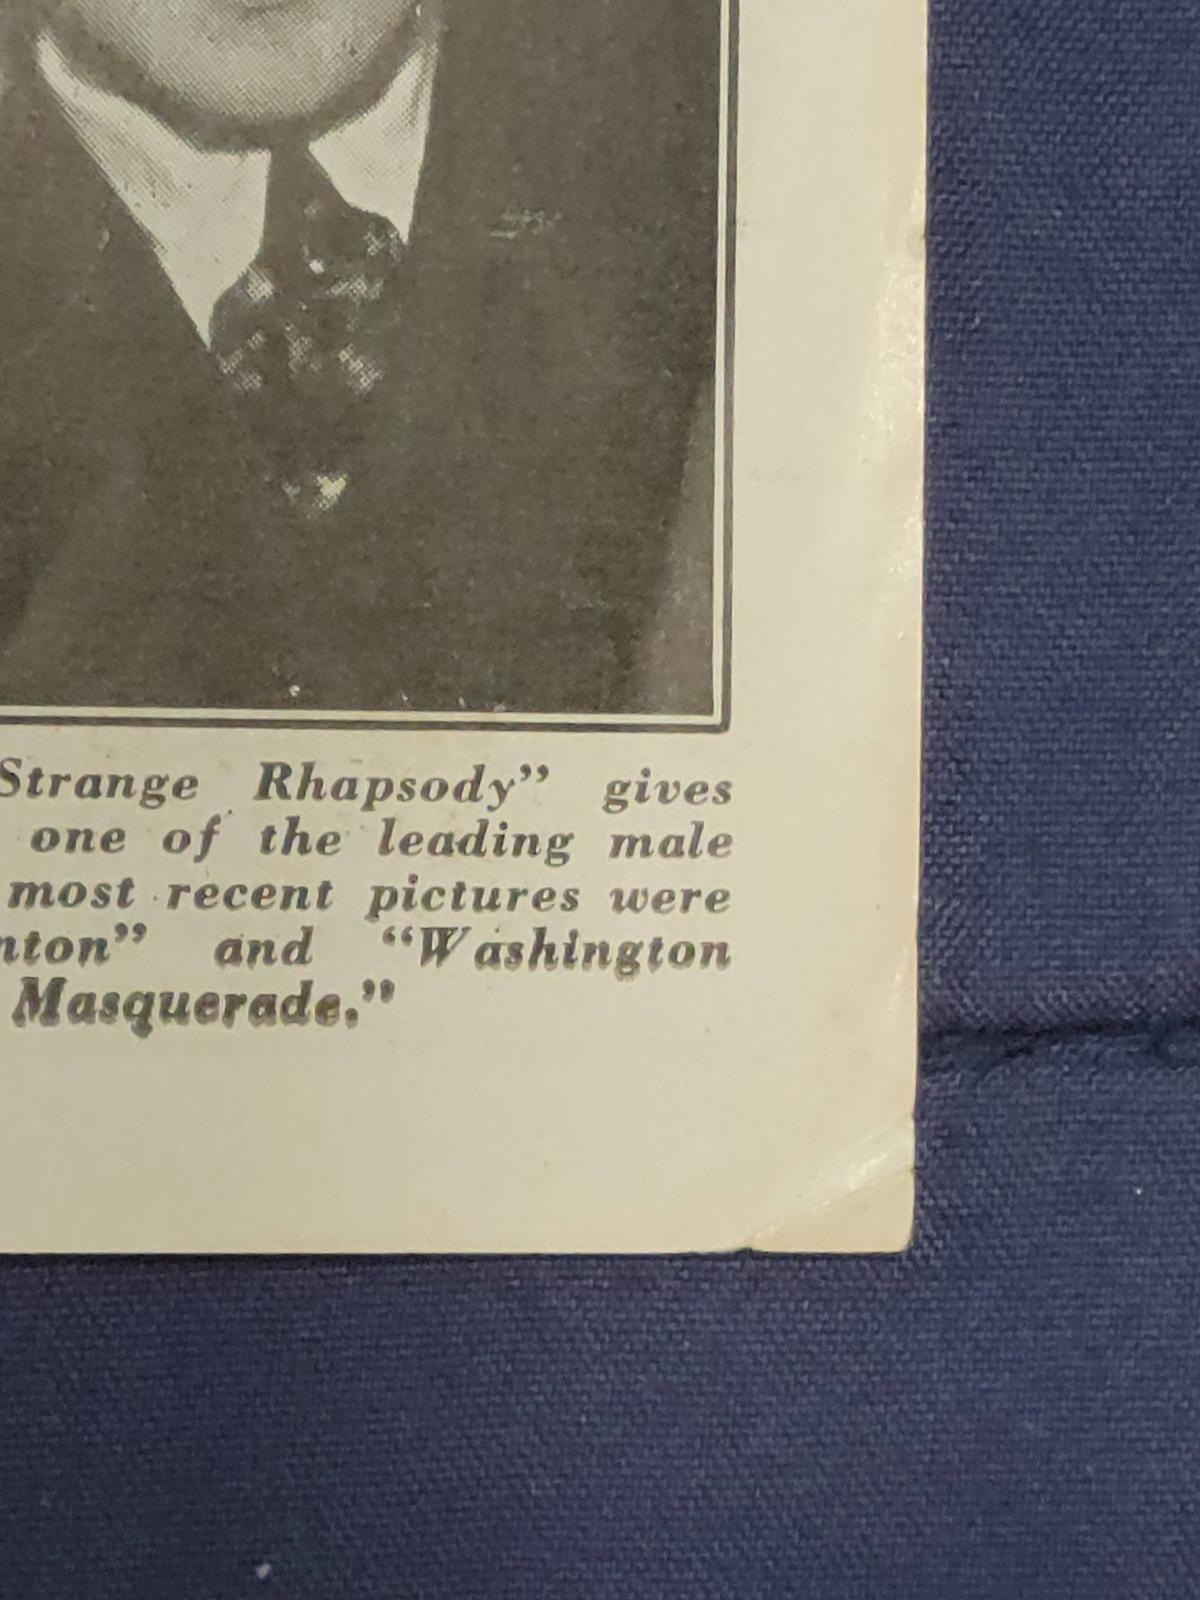 Strange Rhapsody” gives
one of the leading male
most recent pictures were
nton” and “Washington
Masquerade.”